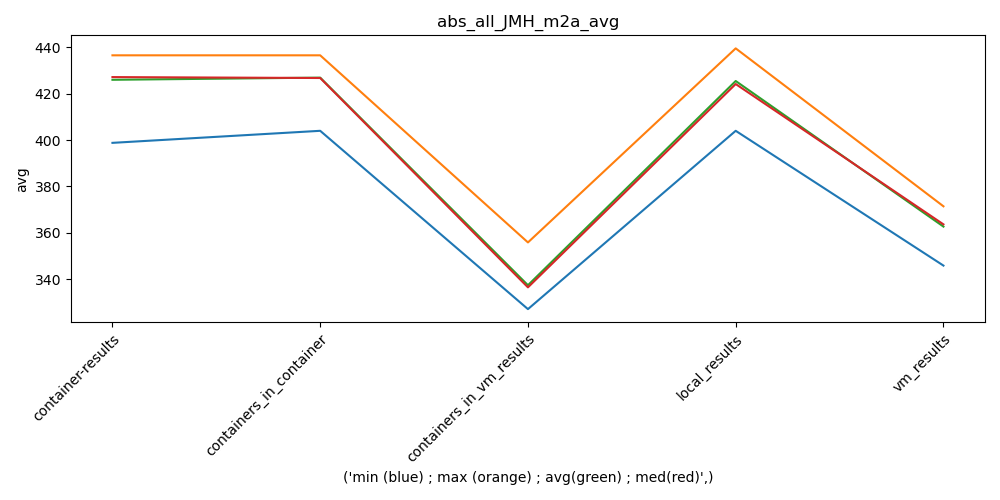 abs_all_JMH_m2a_avg
440
420
400
380
360
340
avg
container-results
containers_in_container
containers_in_vm_results
local_results
vm_results
('min (blue) ; max (orange) ; avg(green) ; med(red)',)